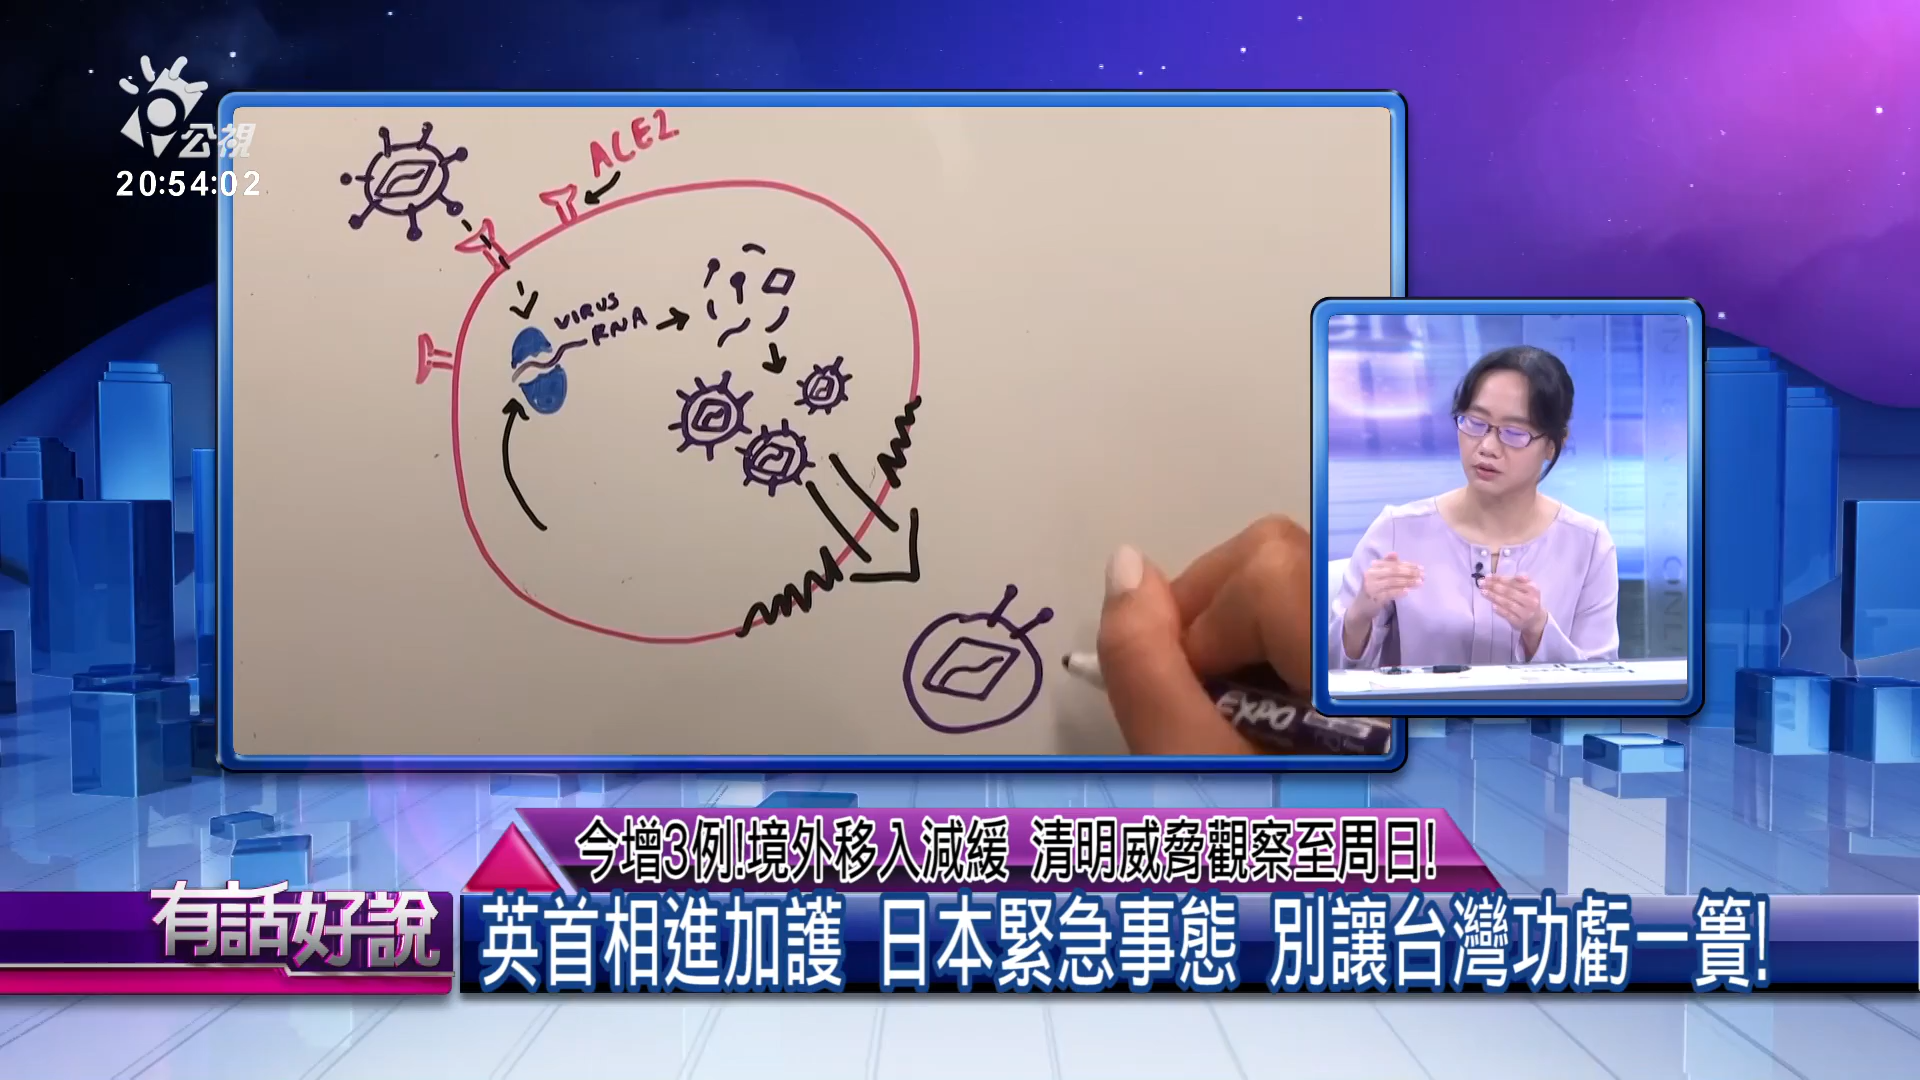 公視
20:54:02
ACE2
VIRUS
RNA
EXPO
今增3例!境外移入減緩 清明威脅觀察至周日!
有話好說
英首相進加護 日本緊急事態 別讓台灣功虧一簣!